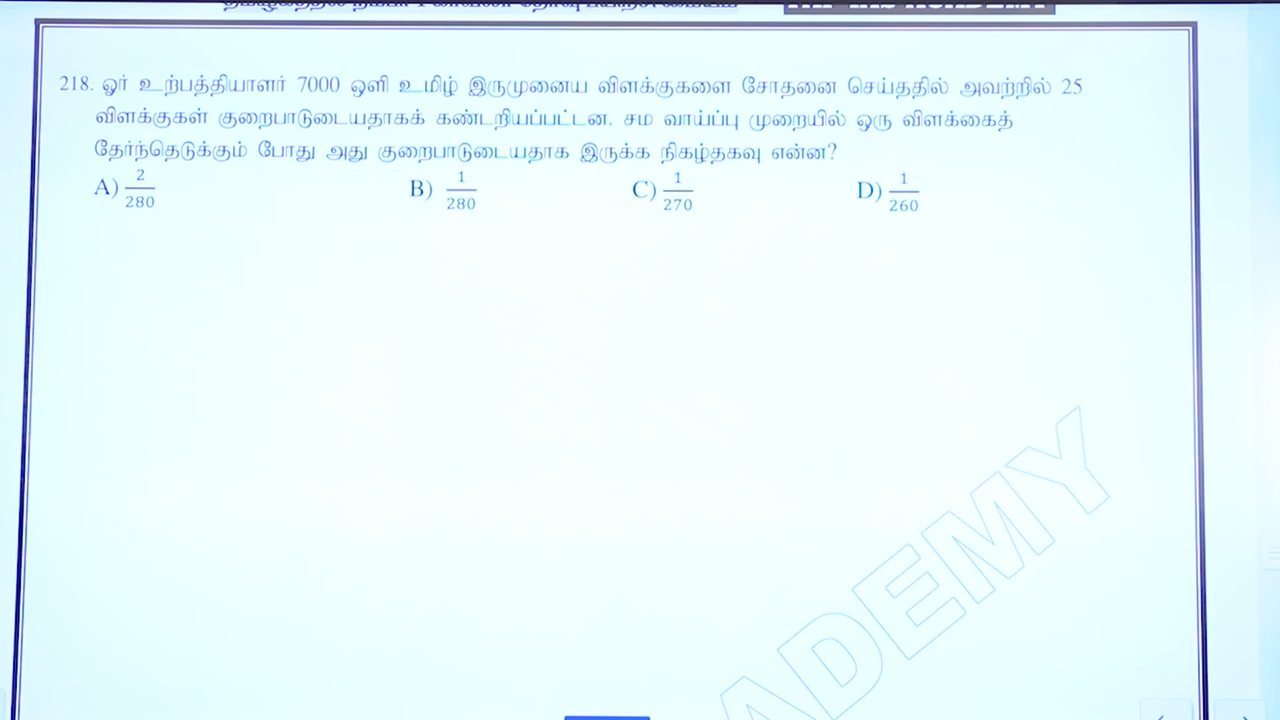 218. ஓர் உற்பத்தியாளர் 7000 ஒளி உமிழ் இருமுனைய விளக்குகளை சோதனை செய்ததில் அவற்றில் 25
விளக்குகள் குறைபாடுடையதாகக் கண்டறியப்பட்டன. சம வாய்ப்பு முறையில் ஒரு விளக்கைத்
தேர்ந்தெடுக்கும் போது அது குறைபாடுடையதாக இருக்க நிகழ்தகவு என்ன?
A) 2/280 B) 1/280 C) 1/270 D) 1/260
ADEMY